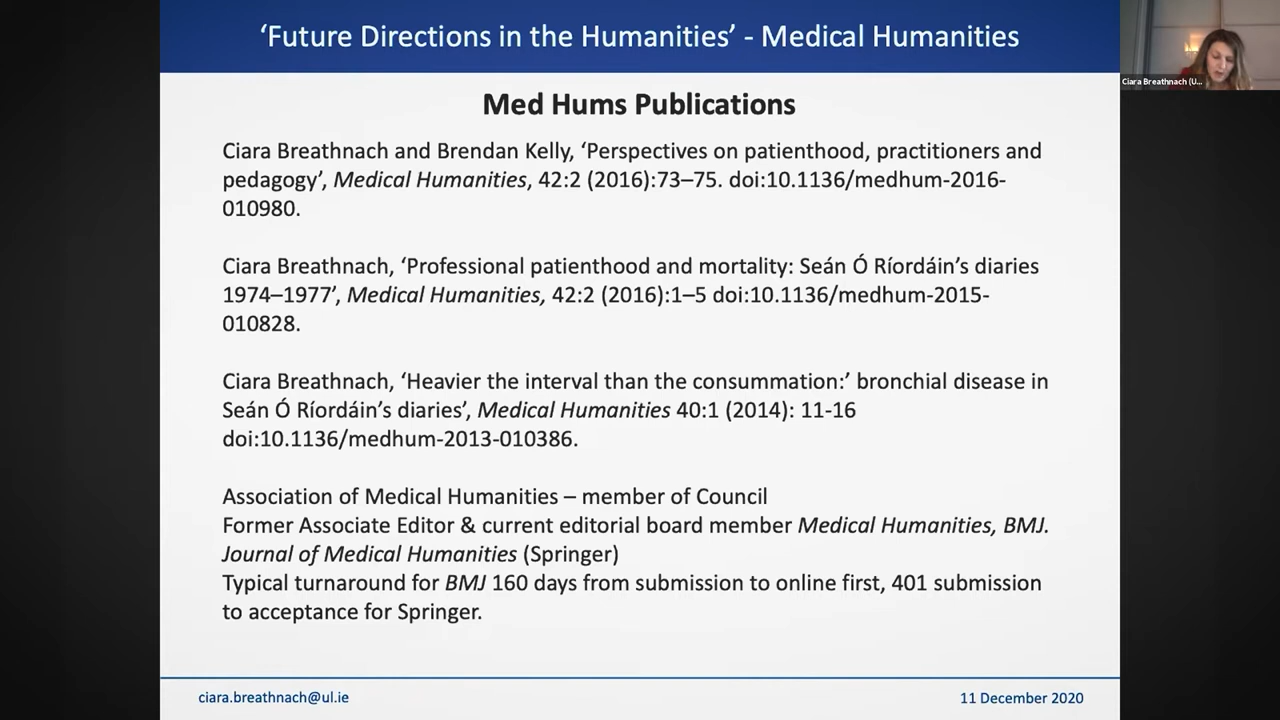 ‘Future Directions in the Humanities’ - Medical Humanities
Ciara Breathnach (U...
Med Hums Publications
Ciara Breathnach and Brendan Kelly, ‘Perspectives on patienthood, practitioners and
pedagogy’, Medical Humanities, 42:2 (2016):73–75. doi:10.1136/medhum-2016-
010980.
Ciara Breathnach, ‘Professional patienthood and mortality: Seán Ó Ríordáin’s diaries
1974–1977’, Medical Humanities, 42:2 (2016):1–5 doi:10.1136/medhum-2015-
010828.
Ciara Breathnach, ‘Heavier the interval than the consummation:’ bronchial disease in
Seán Ó Ríordáin’s diaries’, Medical Humanities 40:1 (2014): 11-16
doi:10.1136/medhum-2013-010386.
Association of Medical Humanities – member of Council
Former Associate Editor & current editorial board member Medical Humanities, BMJ.
Journal of Medical Humanities (Springer)
Typical turnaround for BMJ 160 days from submission to online first, 401 submission
to acceptance for Springer.
ciara.breathnach@ul.ie
11 December 2020